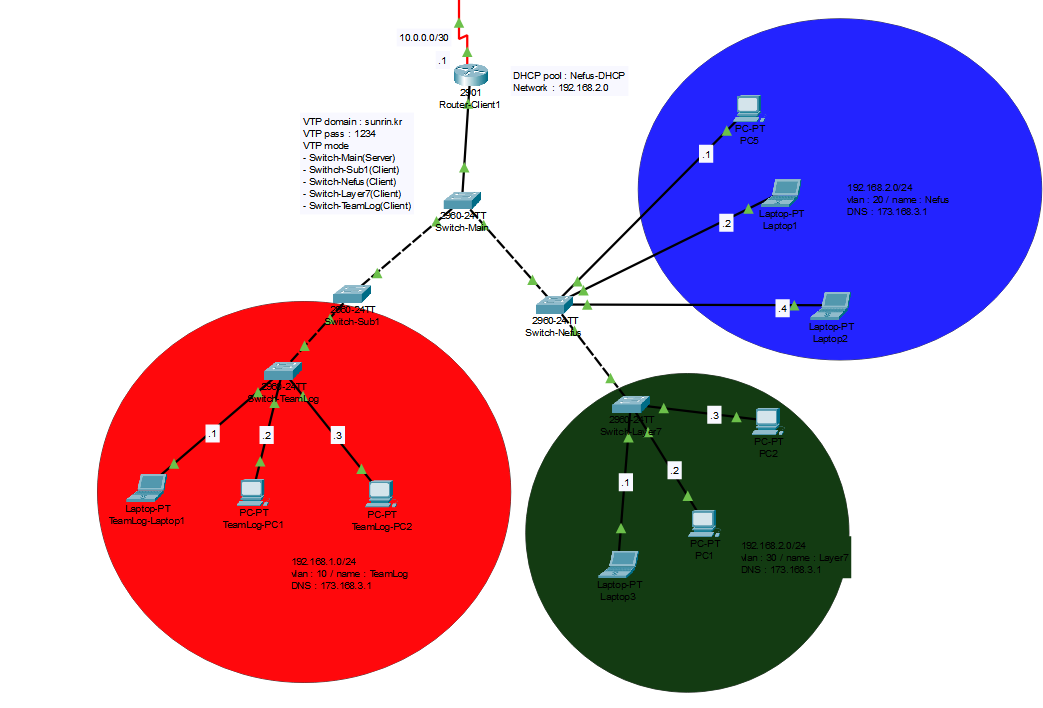 10.0.0.0/30
.1
2901
Router-Client1
DHCP pool : Nefus-DHCP
Network : 192.168.2.0
VTP domain : sunrin.kr
VTP pass : 1234
VTP mode
- Switch-Main(Server)
- Swithch-Sub1(Client)
- Switch-Nefus(Client)
- Switch-Layer7(Client)
- Switch-TeamLog(Client)
2960-24TT
Switch-Main
PC-PT
PC5
.1
Laptop-PT
Laptop1
.2
192.168.2.0/24
vlan : 20 / name : Nefus
DNS : 173.168.3.1
2960-24TT
Switch-Sub1
2960-24TT
Switch-Nefus
.4
Laptop-PT
Laptop2
2960-24TT
Switch-TeamLog
.1
.2
.3
Laptop-PT
TeamLog-Laptop1
PC-PT
TeamLog-PC1
PC-PT
TeamLog-PC2
192.168.1.0/24
vlan : 10 / name : TeamLog
DNS : 173.168.3.1
2960-24TT
Switch-Layer7
.3
PC-PT
PC2
.2
.1
PC-PT
PC1
Laptop-PT
Laptop3
192.168.2.0/24
vlan : 30 / name : Layer7
DNS : 173.168.3.1